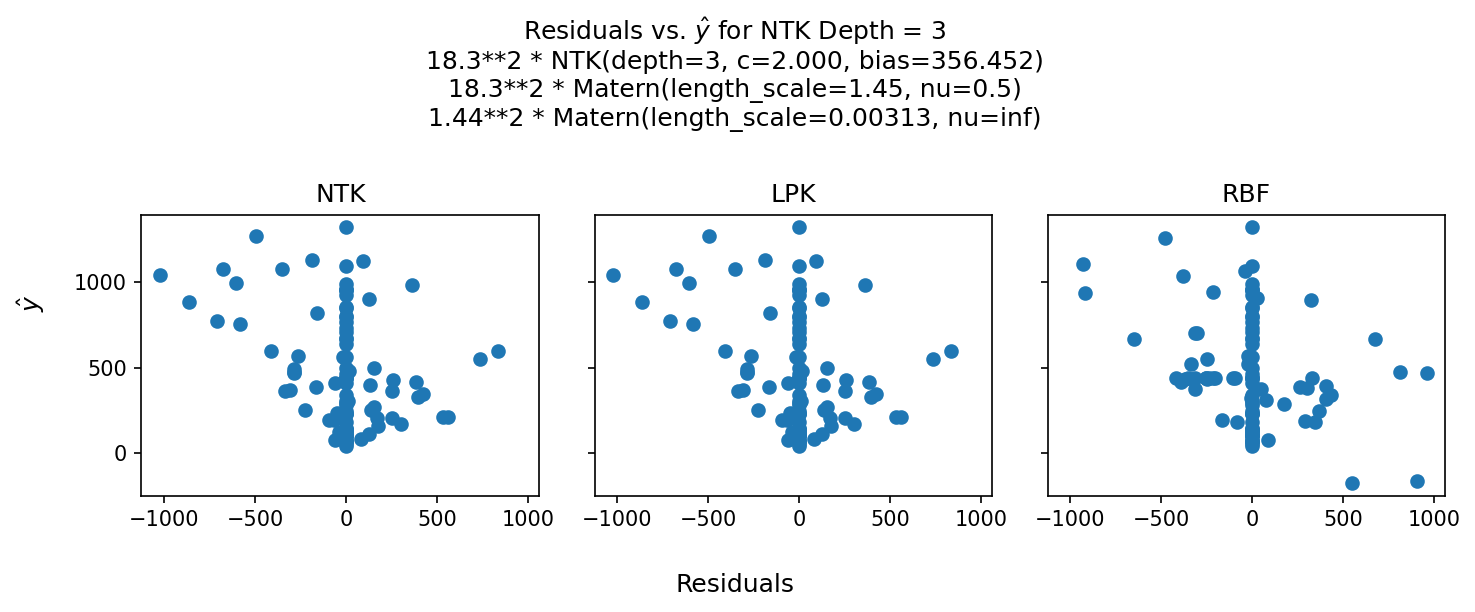 Residuals vs. ŷ for NTK Depth = 3
18.3**2 * NTK(depth=3, c=2.000, bias=356.452)
18.3**2 * Matern(length_scale=1.45, nu=0.5)
1.44**2 * Matern(length_scale=0.00313, nu=inf)
NTK LPK RBF
ŷ
1000
500
0
−1000 −500 0 500 1000 −1000 −500 0 500 1000 −1000 −500 0 500 1000
Residuals